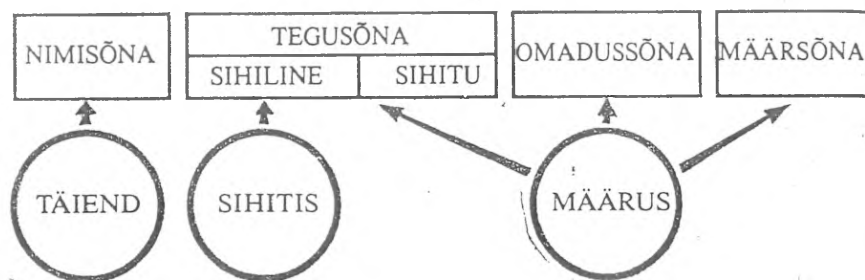 NIMISÕNA
TEGUSÕNA
SIHILINE
SIHITU
OMADUSSÕNA
MÄÄRSÕNA
TÄIEND
SIHITIS
MÄÄRUS